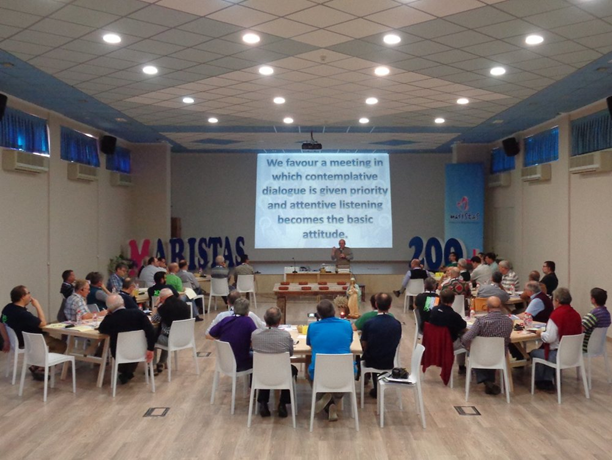 We favour a meeting in
which contemplative
dialogue is given priority
and attentive listening
becomes the basic
attitude.
MARISTAS
200